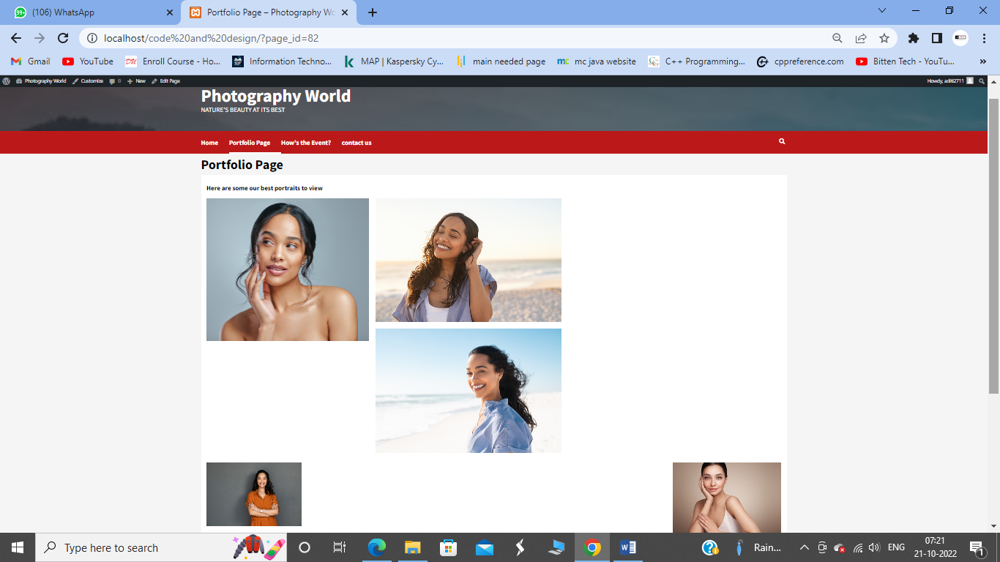 99+
(106) WhatsApp
Portfolio Page – Photography Wo
localhost/code%20and%20design/?page_id=82
Gmail YouTube Enroll Course - Ho... Information Techno... MAP | Kaspersky Cy... main needed page mc java website C++ Programming... cppreference.com Bitten Tech - YouTu...
Photography World Customize 0 New Edit Page Howdy, aditi2711
Photography World
NATURE'S BEAUTY AT ITS BEST
Home Portfolio Page How's the Event? contact us
Portfolio Page
Here are some our best portraits to view
Type here to search
Rain... ENG 07:21
21-10-2022
1